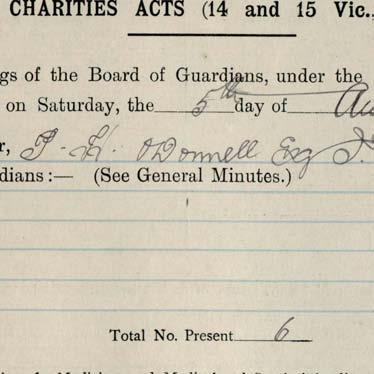 CHARITIES ACTS (14 and 15 Vic.,
gs of the Board of Guardians, under the
on Saturday, the 5th day of Au
r, P. H. O'Donnell Esq J.
dians:— (See General Minutes.)
Total No. Present 6